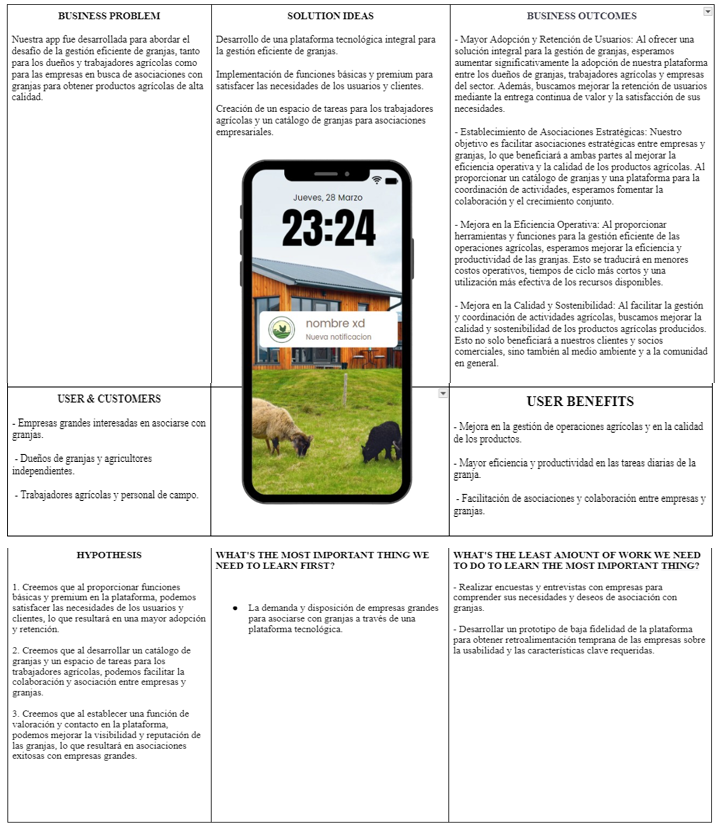 BUSINESS PROBLEM
Nuestra app fue desarrollada para abordar el
desafío de la gestión eficiente de granjas, tanto
para los dueños y trabajadores agrícolas como
para las empresas en busca de asociaciones con
granjas para obtener productos agrícolas de alta
calidad.
SOLUTION IDEAS
Desarrollo de una plataforma tecnológica integral para
la gestión eficiente de granjas.
Implementación de funciones básicas y premium para
satisfacer las necesidades de los usuarios y clientes.
Creación de un espacio de tareas para los trabajadores
agrícolas y un catálogo de granjas para asociaciones
empresariales.
Jueves, 28 Marzo
23:24
nombre xd
Nueva notificacion
BUSINESS OUTCOMES
- Mayor Adopción y Retención de Usuarios: Al ofrecer una
solución integral para la gestión de granjas, esperamos
aumentar significativamente la adopción de nuestra plataforma
entre los dueños de granjas, trabajadores agrícolas y empresas
del sector. Además, buscamos mejorar la retención de usuarios
mediante la entrega continua de valor y la satisfacción de sus
necesidades.
- Establecimiento de Asociaciones Estratégicas: Nuestro
objetivo es facilitar asociaciones estratégicas entre empresas y
granjas, lo que beneficiará a ambas partes al mejorar la
eficiencia operativa y la calidad de los productos agrícolas. Al
proporcionar un catálogo de granjas y una plataforma para la
coordinación de actividades, esperamos fomentar la
colaboración y el crecimiento conjunto.
- Mejora en la Eficiencia Operativa: Al proporcionar
herramientas y funciones para la gestión eficiente de las
operaciones agrícolas, esperamos mejorar la eficiencia y
productividad de las granjas. Esto se traducirá en menores
costos operativos, tiempos de ciclo más cortos y una
utilización más efectiva de los recursos disponibles.
- Mejora en la Calidad y Sostenibilidad: Al facilitar la gestión
y coordinación de actividades agrícolas, buscamos mejorar la
calidad y sostenibilidad de los productos agrícolas producidos.
Esto no solo beneficiará a nuestros clientes y socios
comerciales, sino también al medio ambiente y a la comunidad
en general.
USER & CUSTOMERS
- Empresas grandes interesadas en asociarse con
granjas.
- Dueños de granjas y agricultores
independientes.
- Trabajadores agrícolas y personal de campo.
USER BENEFITS
- Mejora en la gestión de operaciones agrícolas y en la calidad
de los productos.
- Mayor eficiencia y productividad en las tareas diarias de la
granja.
- Facilitación de asociaciones y colaboración entre empresas y
granjas.
HYPOTHESIS
1. Creemos que al proporcionar funciones
básicas y premium en la plataforma, podemos
satisfacer las necesidades de los usuarios y
clientes, lo que resultará en una mayor adopción
y retención.
2. Creemos que al desarrollar un catálogo de
granjas y un espacio de tareas para los
trabajadores agrícolas, podemos facilitar la
colaboración y asociación entre empresas y
granjas.
3. Creemos que al establecer una función de
valoración y contacto en la plataforma,
podemos mejorar la visibilidad y reputación de
las granjas, lo que resultará en asociaciones
exitosas con empresas grandes.
WHAT'S THE MOST IMPORTANT THING WE
NEED TO LEARN FIRST?
● La demanda y disposición de empresas grandes
para asociarse con granjas a través de una
plataforma tecnológica.
WHAT'S THE LEAST AMOUNT OF WORK WE NEED
TO DO TO LEARN THE MOST IMPORTANT THING?
- Realizar encuestas y entrevistas con empresas para
comprender sus necesidades y deseos de asociación con
granjas.
- Desarrollar un prototipo de baja fidelidad de la plataforma
para obtener retroalimentación temprana de las empresas sobre
la usabilidad y las características clave requeridas.